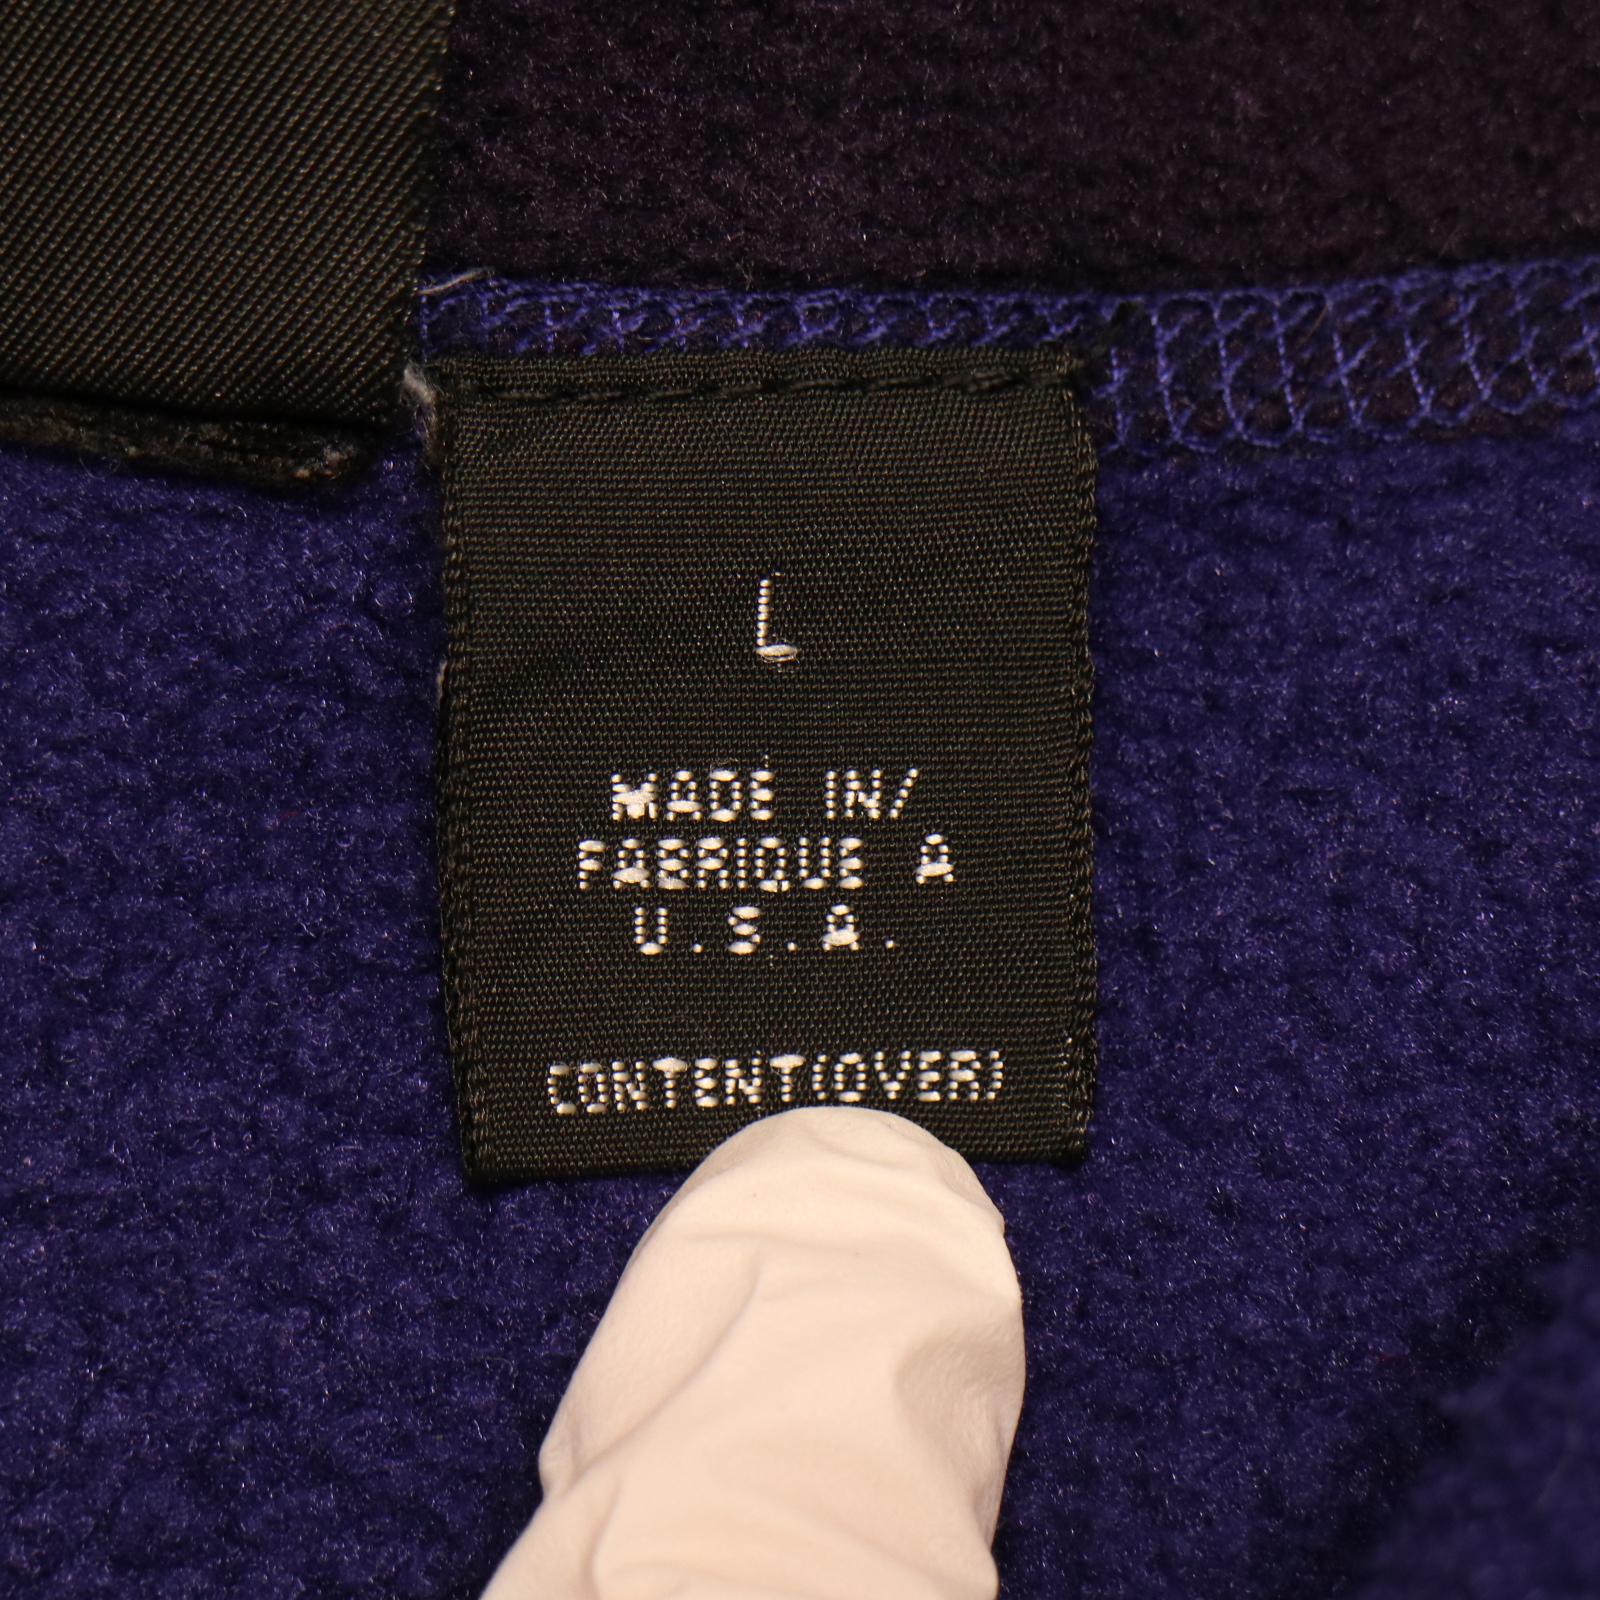 L
MADE IN/
FABRIQUE A
U.S.A.
CONTENT(OVER)